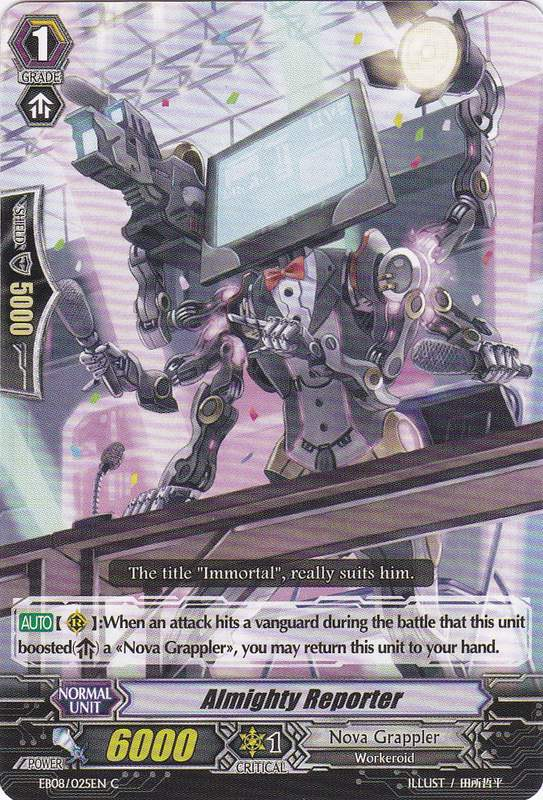 1
GRADE
SHIELD
5000
The title "Immortal", really suits him.
AUTO【 R 】:When an attack hits a vanguard during the battle that this unit
boosted( ) a «Nova Grappler», you may return this unit to your hand.
NORMAL
UNIT
Almighty Reporter
POWER
6000
1
CRITICAL
Nova Grappler
Workeroid
EB08/025EN C
ILLUST / 田所哲平